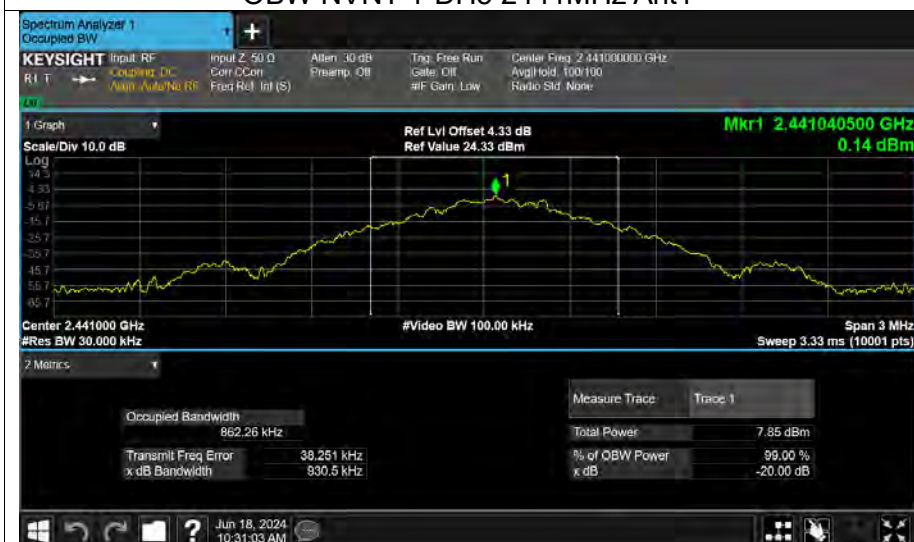 OBW NVNT 1-DH5 2441MHz Ant1
Spectrum Analyzer 1
Occupied BW
+
KEYSIGHT Input: RF Input Z: 50 Ω Atten: 30 dB Trig: Free Run Center Freq: 2.441000000 GHz
R L T Coupling: DC Corr CCorr Preamp: Off Gate: Off Avg|Hold: 100/100
Align: Auto/No RF Freq Ref: Int (S) #IF Gain: Low Radio Std: None
1 Graph
Scale/Div 10.0 dB Ref Lvl Offset 4.33 dB Mkr1 2.441040500 GHz
Ref Value 24.33 dBm 0.14 dBm
Log
14.3
4.33
-5.67
-15.7
-25.7
-35.7
-45.7
-55.7
-65.7
1
Center 2.441000 GHz #Video BW 100.00 kHz Span 3 MHz
#Res BW 30.000 kHz Sweep 3.33 ms (10001 pts)
2 Metrics
Measure Trace Trace 1
Occupied Bandwidth
862.26 kHz Total Power 7.85 dBm
Transmit Freq Error 38.251 kHz % of OBW Power 99.00 %
x dB Bandwidth 930.5 kHz x dB -20.00 dB
? Jun 18, 2024
10:31:03 AM